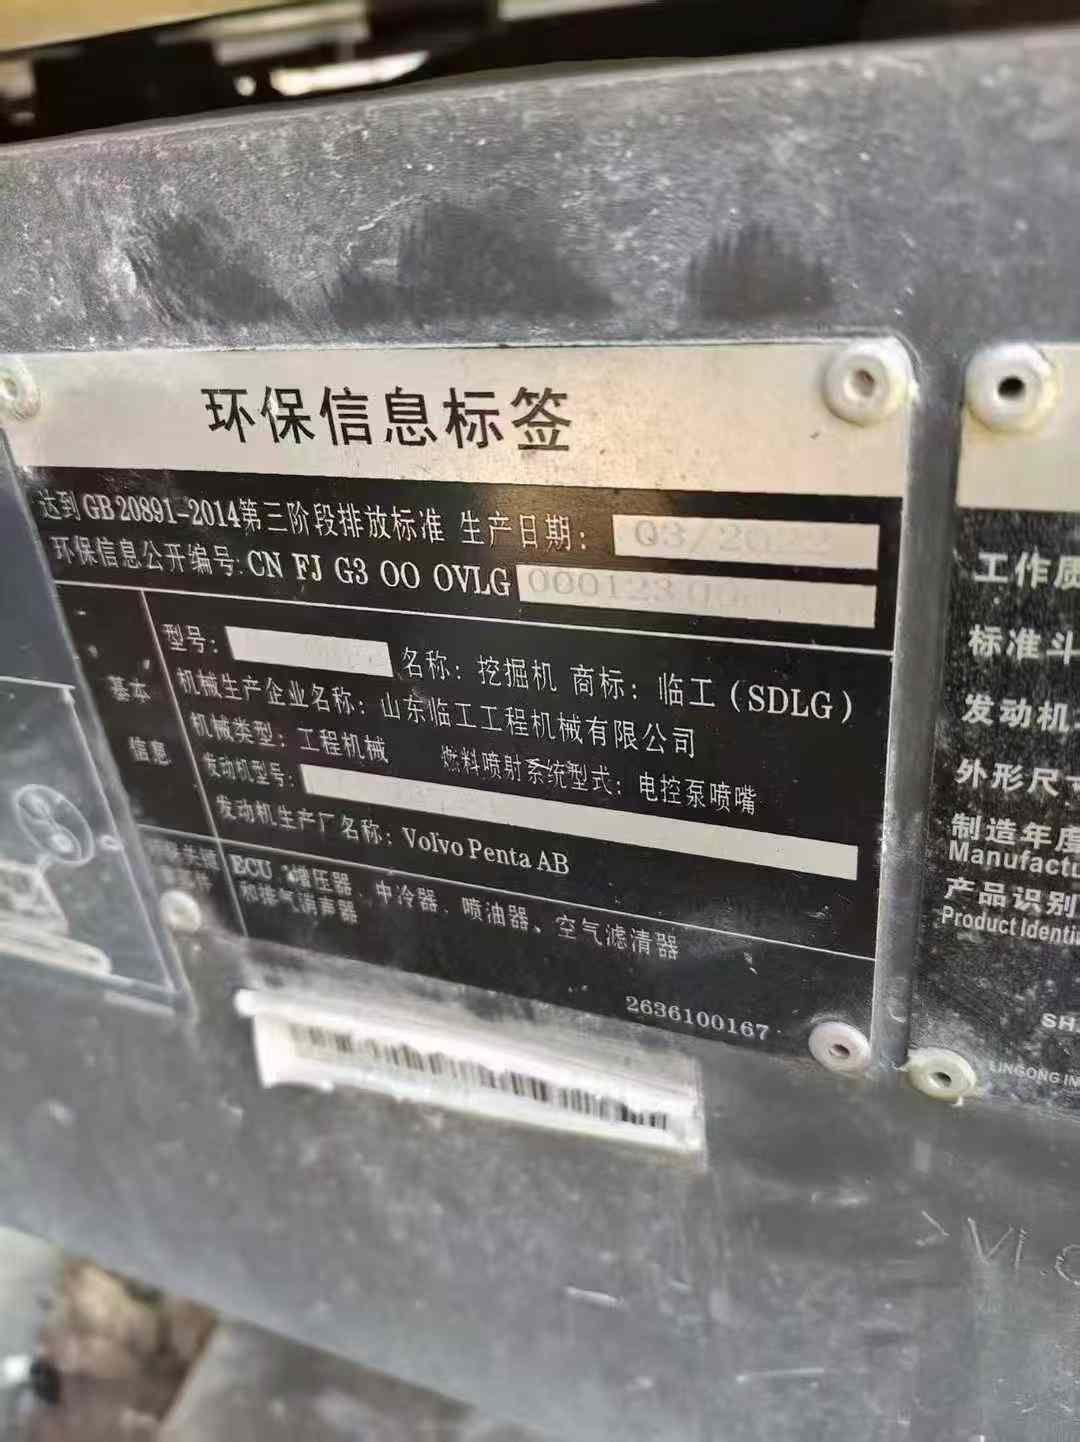 环保信息标签
达到GB 20891-2014第三阶段排放标准 生产日期: 03/2022
环保信息公开编号: CN FJ G3 OO OVLG 000123
基本
信息
型号: 名称: 挖掘机 商标: 临工 (SDLG)
机械生产企业名称: 山东临工工程机械有限公司
机械类型: 工程机械 燃料喷射系统型式: 电控泵喷嘴
发动机型号:
发动机生产厂名称: Volvo Penta AB
ECU、增压器、中冷器、喷油器、空气滤清器
和排气消声器
2636100167
工作质
标准斗
发动机
外形尺寸
制造年度
Manufactu
产品识别
Product Identi
SH
LINGONG IN